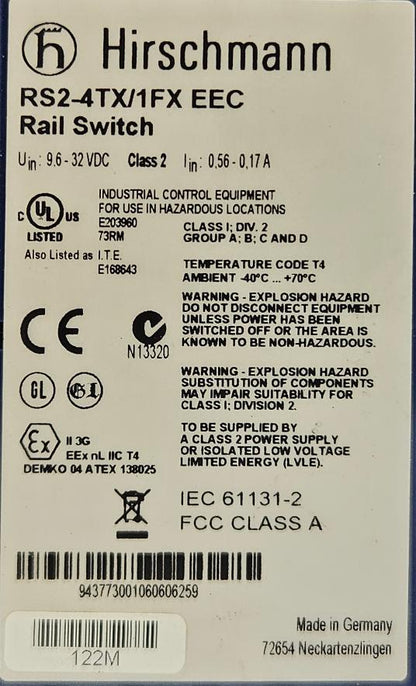 Hirschmann
RS2-4TX/1FX EEC
Rail Switch
Uin: 9,6-32 VDC Class 2 Iin: 0,56-0,17 A
INDUSTRIAL CONTROL EQUIPMENT
FOR USE IN HAZARDOUS LOCATIONS
C UL US
LISTED
E203960
73RM
CLASS I; DIV. 2
GROUP A; B; C AND D
Also Listed as I.T.E.
E168643
TEMPERATURE CODE T4
AMBIENT -40°C ... +70°C
CE
N13320
WARNING - EXPLOSION HAZARD
DO NOT DISCONNECT EQUIPMENT
UNLESS POWER HAS BEEN
SWITCHED OFF OR THE AREA IS
KNOWN TO BE NON-HAZARDOUS.
GL
WARNING - EXPLOSION HAZARD
SUBSTITUTION OF COMPONENTS
MAY IMPAIR SUITABILITY FOR
CLASS I; DIVISION 2.
Ex
II 3G
EEx nL IIC T4
DEMKO 04 ATEX 138025
TO BE SUPPLIED BY
A CLASS 2 POWER SUPPLY
OR ISOLATED LOW VOLTAGE
LIMITED ENERGY (LVLE).
IEC 61131-2
FCC CLASS A
943773001060606259
122M
Made in Germany
72654 Neckartenzlingen